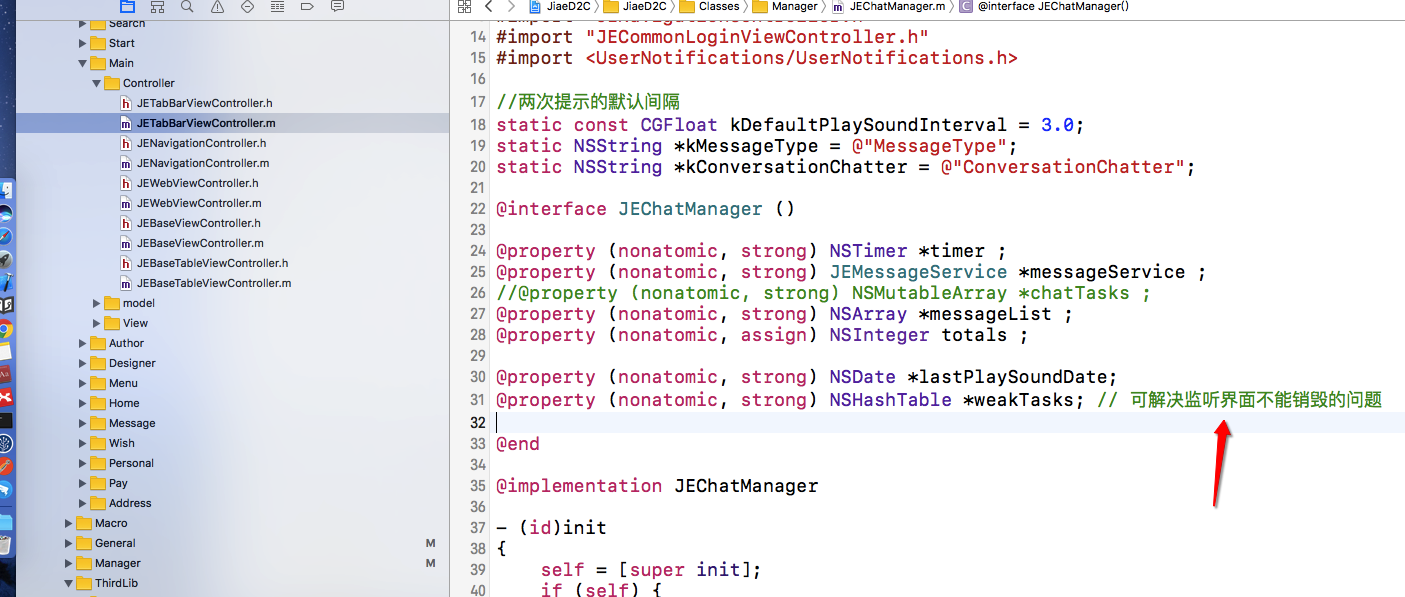 JiaeD2C
JiaeD2C
Classes
Manager
JEChatManager.m
@interface JEChatManager()
Search
Start
Main
Controller
JETabBarViewController.h
JETabBarViewController.m
JENavigationController.h
JENavigationController.m
JEWebViewController.h
JEWebViewController.m
JEBaseViewController.h
JEBaseViewController.m
JEBaseTableViewController.h
JEBaseTableViewController.m
model
View
Author
Designer
Menu
Home
Message
Wish
Personal
Pay
Address
Macro
General M
Manager M
ThirdLib
14 #import "JECommonLoginViewController.h"
15 #import <UserNotifications/UserNotifications.h>
16
17 //两次提示的默认间隔
18 static const CGFloat kDefaultPlaySoundInterval = 3.0;
19 static NSString *kMessageType = @"MessageType";
20 static NSString *kConversationChatter = @"ConversationChatter";
21
22 @interface JEChatManager ()
23
24 @property (nonatomic, strong) NSTimer *timer ;
25 @property (nonatomic, strong) JEMessageService *messageService ;
26 //@property (nonatomic, strong) NSMutableArray *chatTasks ;
27 @property (nonatomic, strong) NSArray *messageList ;
28 @property (nonatomic, assign) NSInteger totals ;
29
30 @property (nonatomic, strong) NSDate *lastPlaySoundDate;
31 @property (nonatomic, strong) NSHashTable *weakTasks; // 可解决监听界面不能销毁的问题
32
33 @end
34
35 @implementation JEChatManager
36
37 - (id)init
38 {
39 self = [super init];
40 if (self) {